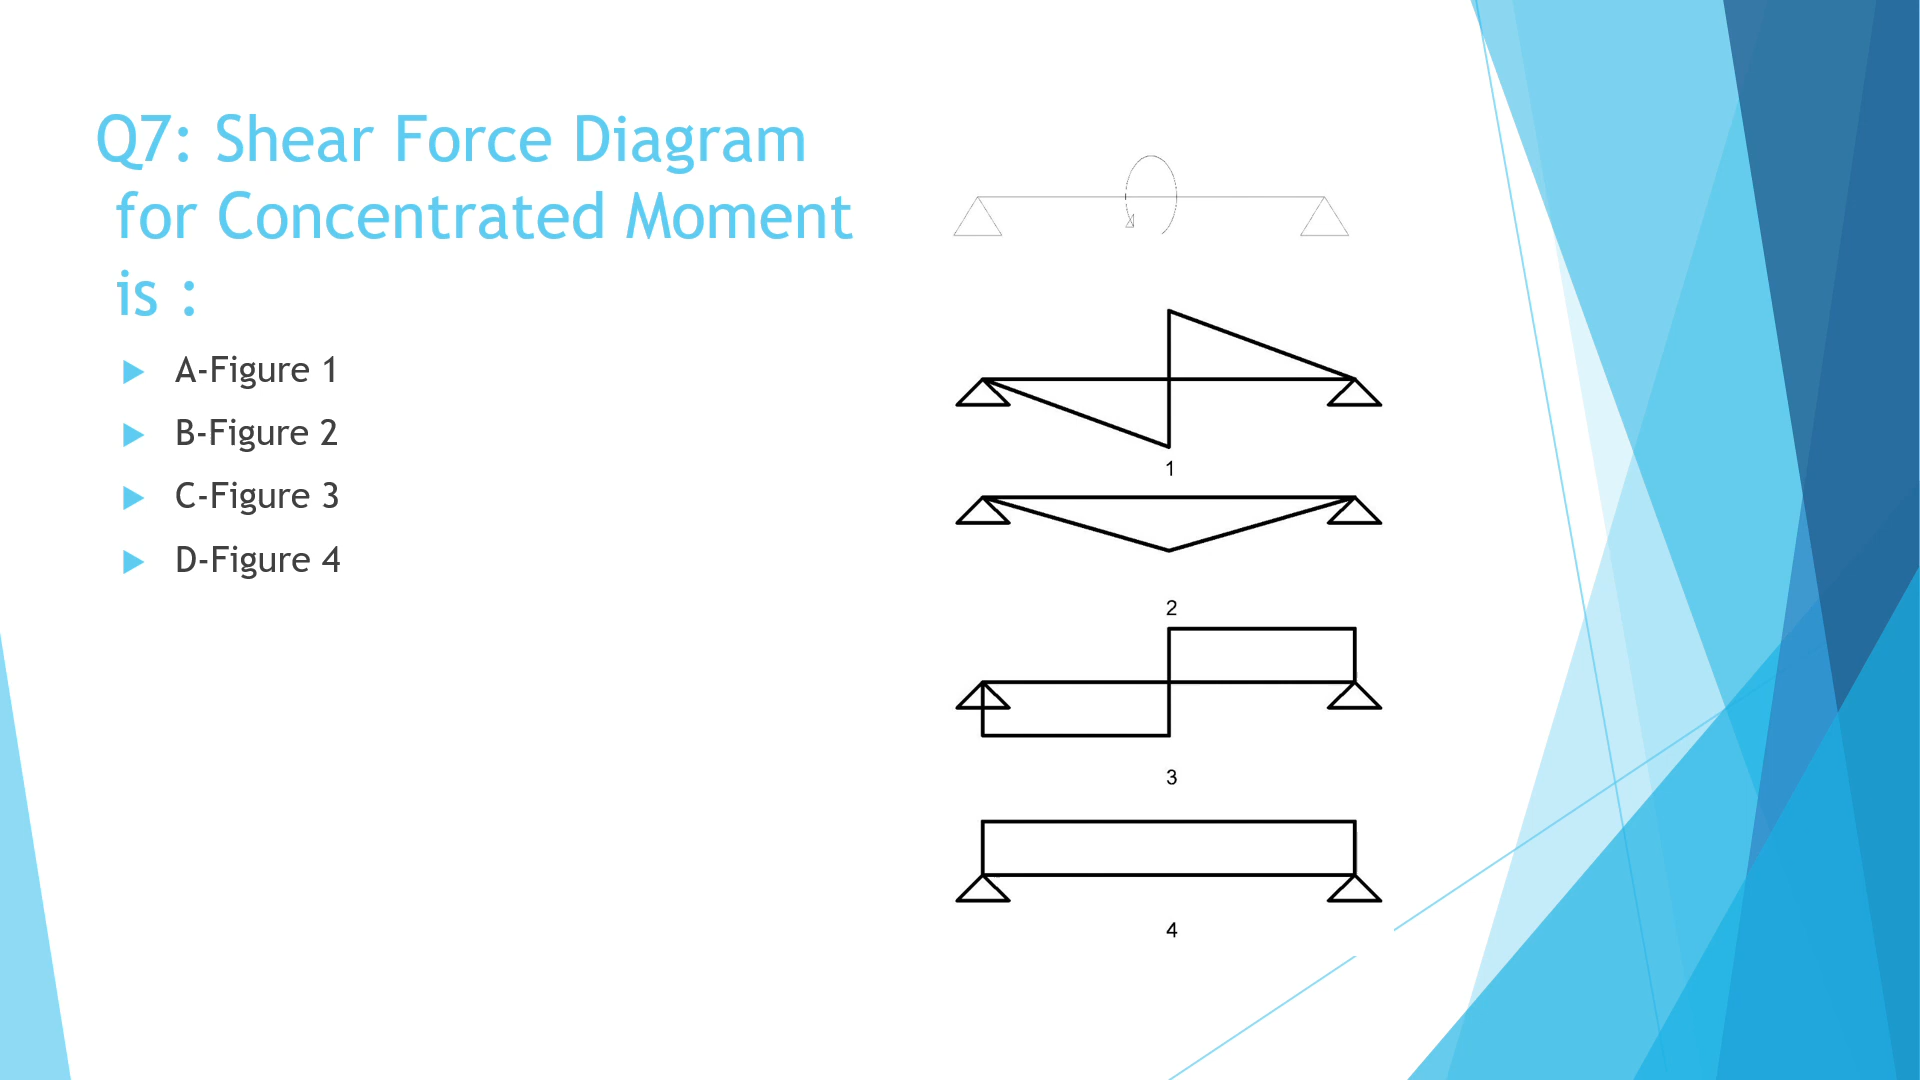 Q7: Shear Force Diagram
for Concentrated Moment
is :
A-Figure 1
B-Figure 2
C-Figure 3
D-Figure 4
1
2
3
4